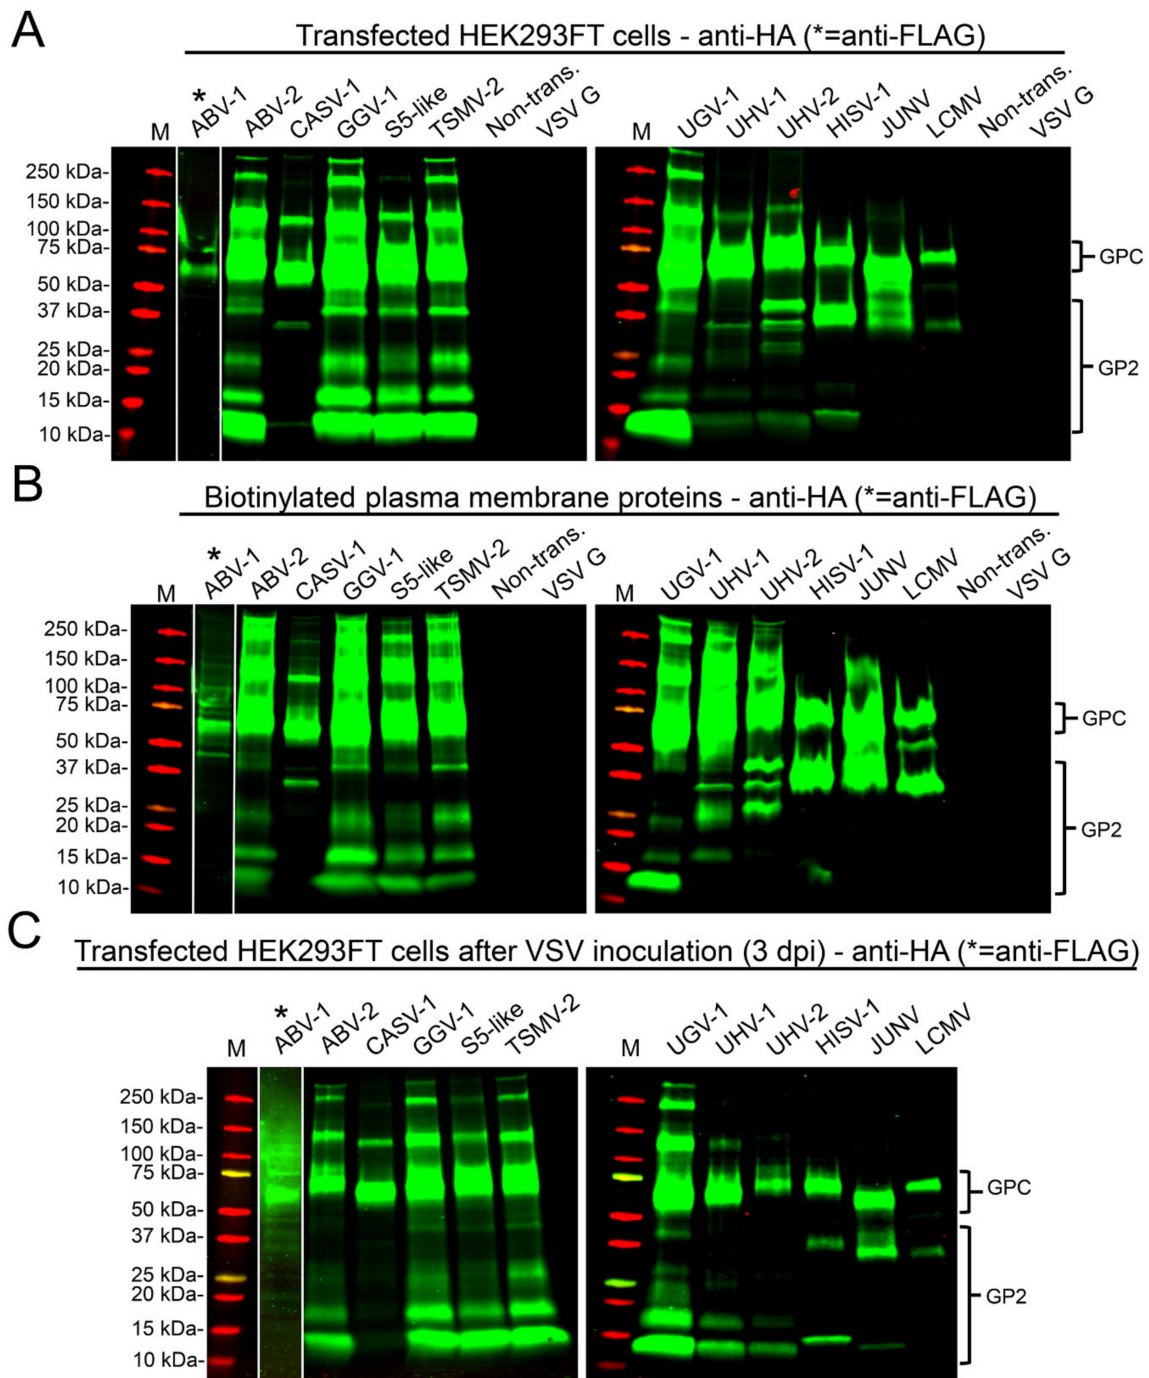 A
Transfected HEK293FT cells - anti-HA (*=anti-FLAG)
M * ABV-1 ABV-2 CASV-1 GGV-1 S5-like TSMV-2 Non-trans. VSV G
M UGV-1 UHV-1 UHV-2 HISV-1 JUNV LCMV Non-trans. VSV G
250 kDa-
150 kDa-
100 kDa-
75 kDa-
50 kDa-
37 kDa-
25 kDa-
20 kDa-
15 kDa-
10 kDa-
GPC
GP2
B
Biotinylated plasma membrane proteins - anti-HA (*=anti-FLAG)
M * ABV-1 ABV-2 CASV-1 GGV-1 S5-like TSMV-2 Non-trans. VSV G
M UGV-1 UHV-1 UHV-2 HISV-1 JUNV LCMV Non-trans. VSV G
250 kDa-
150 kDa-
100 kDa-
75 kDa-
50 kDa-
37 kDa-
25 kDa-
20 kDa-
15 kDa-
10 kDa-
GPC
GP2
C
Transfected HEK293FT cells after VSV inoculation (3 dpi) - anti-HA (*=anti-FLAG)
M * ABV-1 ABV-2 CASV-1 GGV-1 S5-like TSMV-2
M UGV-1 UHV-1 UHV-2 HISV-1 JUNV LCMV
250 kDa-
150 kDa-
100 kDa-
75 kDa-
50 kDa-
37 kDa-
25 kDa-
20 kDa-
15 kDa-
10 kDa-
GPC
GP2